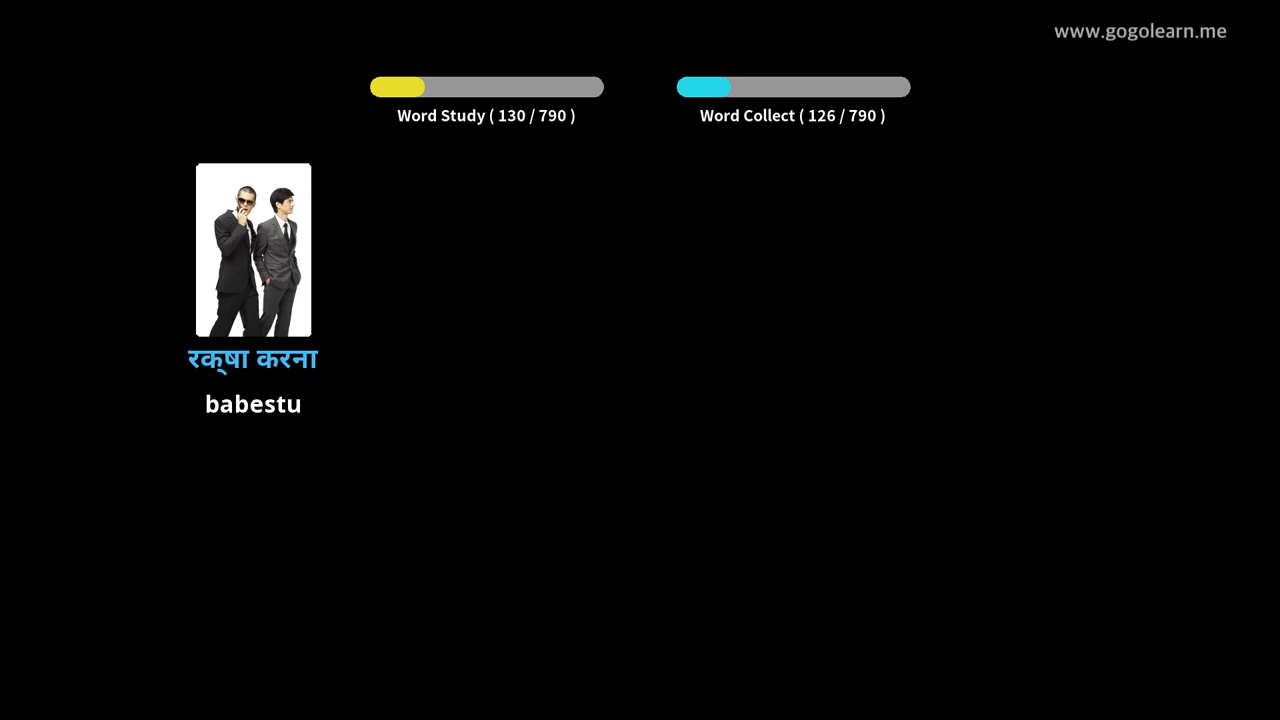 www.gogolearn.me
Word Study ( 130 / 790 )
Word Collect ( 126 / 790 )
रक्षा करना
babestu